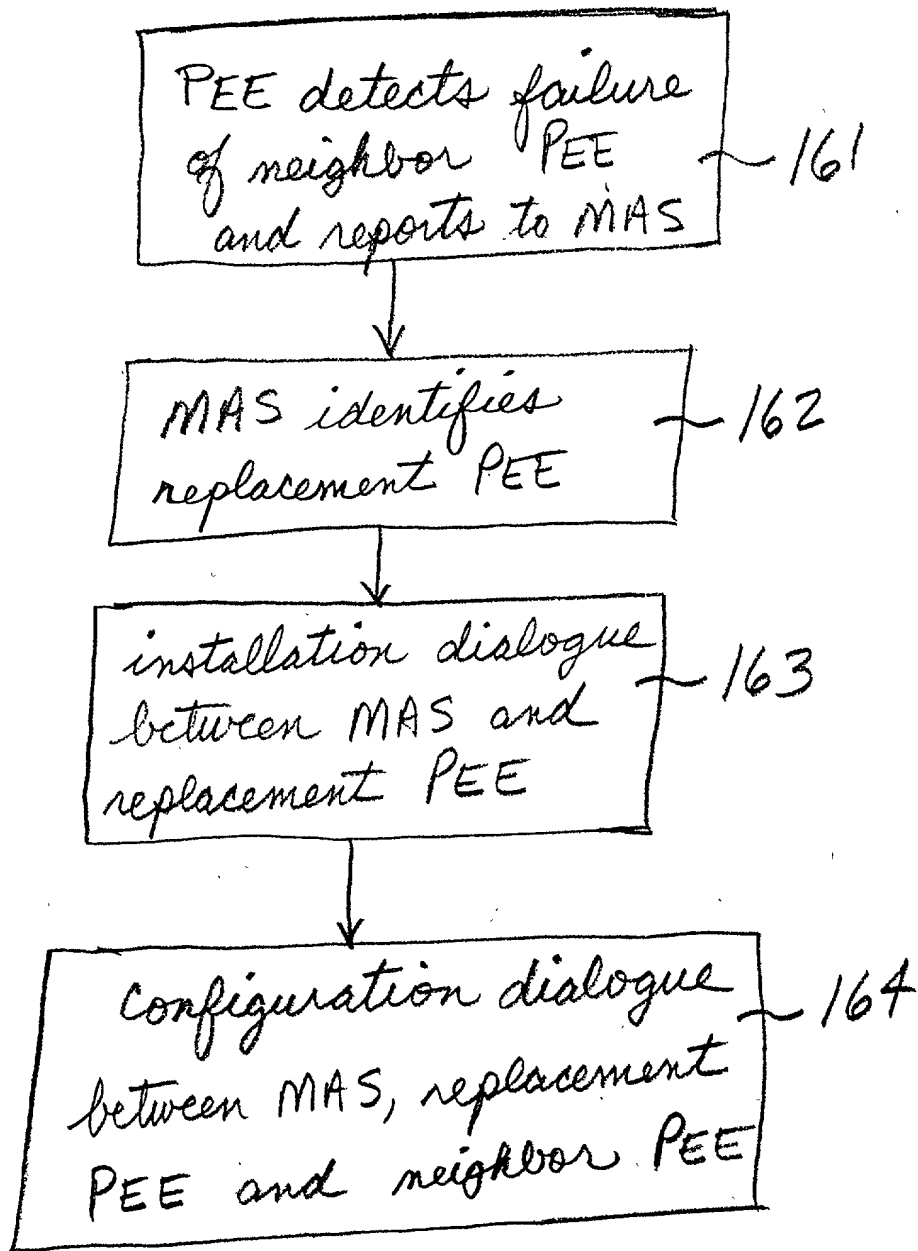 PEE detects failure
of neighbor PEE
and reports to MAS
161
MAS identifies
replacement PEE
162
installation dialogue
between MAS and
replacement PEE
163
configuration dialogue
between MAS, replacement
PEE and neighbor PEE
164